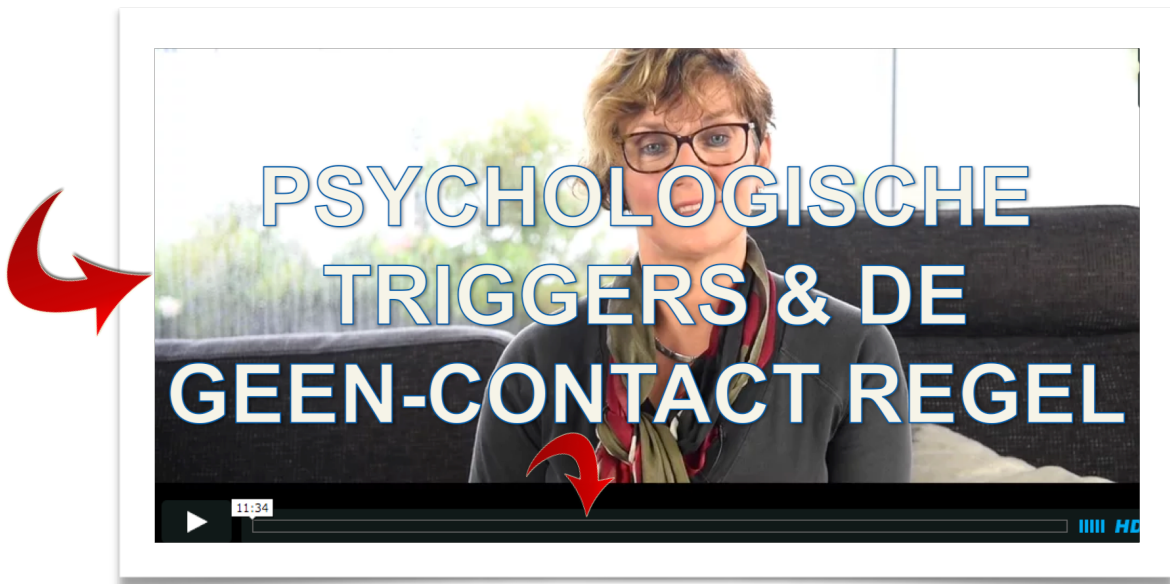 PSYCHOLOGISCHE
TRIGGERS & DE
GEEN-CONTACT REGEL
11:34
HD